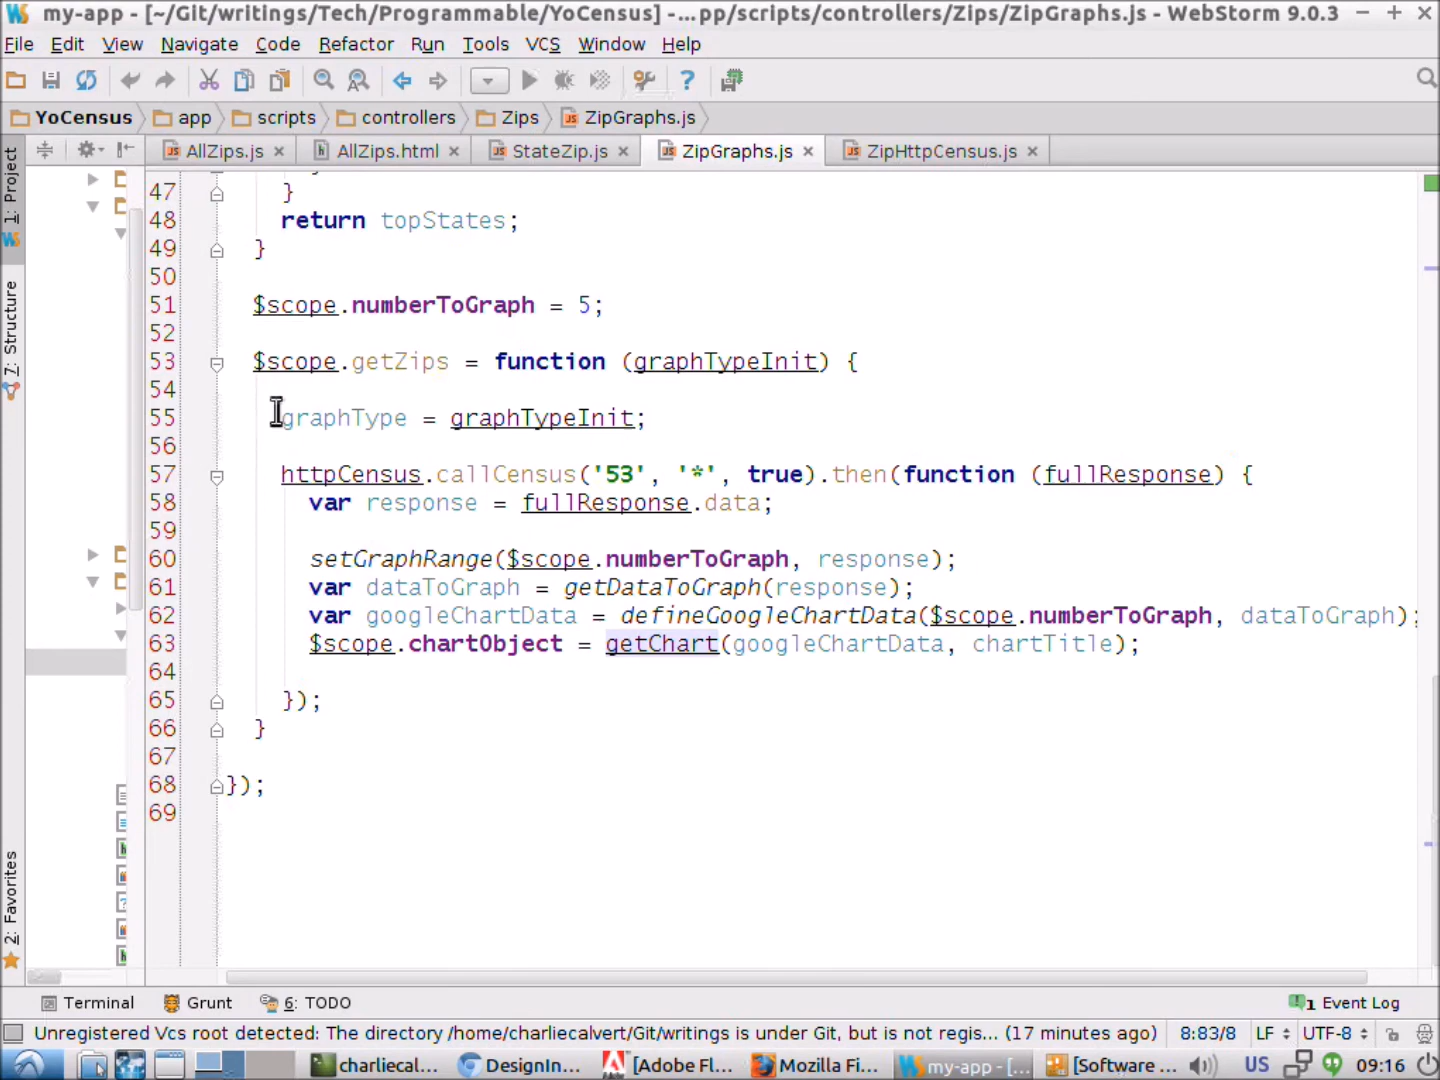 my-app - [~/Git/writings/Tech/Programmable/YoCensus] - ...pp/scripts/controllers/Zips/ZipGraphs.js - WebStorm 9.0.3
File Edit View Navigate Code Refactor Run Tools VCS Window Help
YoCensus app scripts controllers Zips ZipGraphs.js
AllZips.js AllZips.html StateZip.js ZipGraphs.js ZipHttpCensus.js
1: Project
7: Structure
2: Favorites
47 }
48 return topStates;
49 }
50
51 $scope.numberToGraph = 5;
52
53 $scope.getZips = function (graphTypeInit) {
54
55 graphType = graphTypeInit;
56
57 httpCensus.callCensus('53', '*', true).then(function (fullResponse) {
58 var response = fullResponse.data;
59
60 setGraphRange($scope.numberToGraph, response);
61 var dataToGraph = getDataToGraph(response);
62 var googleChartData = defineGoogleChartData($scope.numberToGraph, dataToGraph);
63 $scope.chartObject = getChart(googleChartData, chartTitle);
64
65 });
66 }
67
68 });
69
Terminal Grunt 6: TODO 1 Event Log
Unregistered Vcs root detected: The directory /home/charliecalvert/Git/writings is under Git, but is not regis... (17 minutes ago) 8:83/8 LF UTF-8
charliecal... DesignIn... [Adobe Fl... Mozilla Fi... my-app - [... [Software ... US 09:16